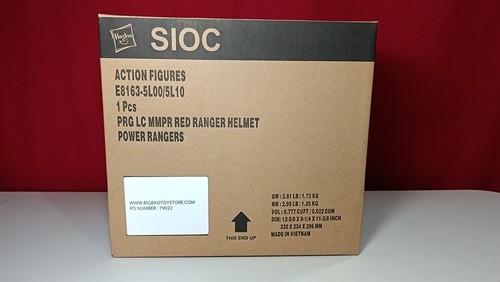 Hasbro
SIOC
ACTION FIGURES
E8163-5L00/5L10
1 Pcs
PRG LC MMPR RED RANGER HELMET
POWER RANGERS
WWW.BIGBADTOYSTORE.COM
PO NUMBER : 79022
THIS END UP
GW : 3.81 LB / 1.73 KG
NW : 2.98 LB / 1.35 KG
VOL : 0.777 CUFT / 0.022 CUM
DIM: 12-5/8 X 9-1/4 X 11-5/8 INCH
320 X 234 X 296 MM
MADE IN VIETNAM